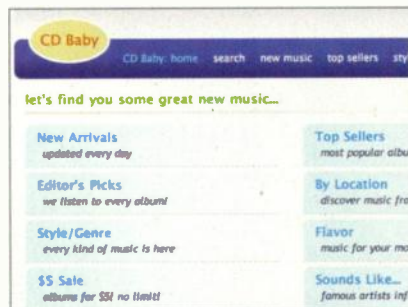 CD Baby
CD Baby: home search new music top sellers
let's find you some great new music...
New Arrivals
updated every day
Editor's Picks
we listen to every album!
Style/Genre
every kind of music is here
$5 Sale
albums for $5! no limit!
Top Sellers
most popular
By Location
discover music
Flavor
music for your
Sounds Like...
famous artists